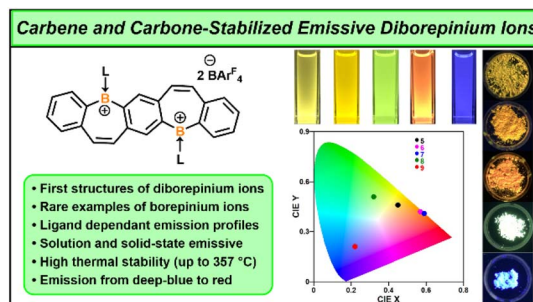 Carbene and Carbone-Stabilized Emissive Diborepinium Ions
⊖
2 BArF4
L
B
⊕
⊕
B
L
• First structures of diborepinium ions
• Rare examples of borepinium ions
• Ligand dependant emission profiles
• Solution and solid-state emissive
• High thermal stability (up to 357 °C)
• Emission from deep-blue to red
0.9
0.6
0.3
0.0
CIE Y
5
6
7
8
9
0.0 0.2 0.4 0.6 0.8
CIE X